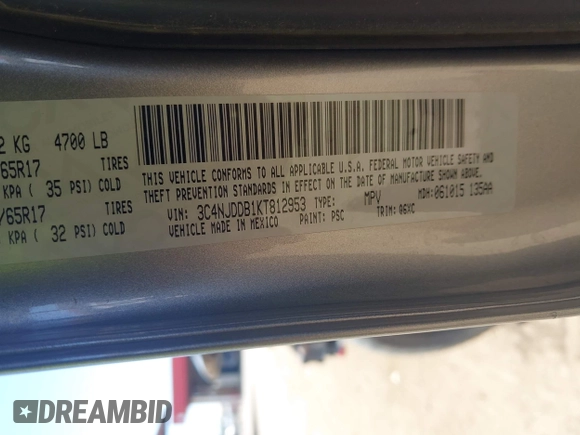 2 KG 4700 LB
/65R17 TIRES
KPA ( 35 PSI) COLD
/65R17 TIRES
KPA ( 32 PSI) COLD
THIS VEHICLE CONFORMS TO ALL APPLICABLE U.S.A. FEDERAL MOTOR VEHICLE SAFETY AND
THEFT PREVENTION STANDARDS IN EFFECT ON THE DATE OF MANUFACTURE SHOWN ABOVE.
VIN: 3C4NJDDB1KT812953 TYPE: MPV MDH:061015 135AA
VEHICLE MADE IN MEXICO PAINT: PSC TRIM: Q6XC
DREAMBID